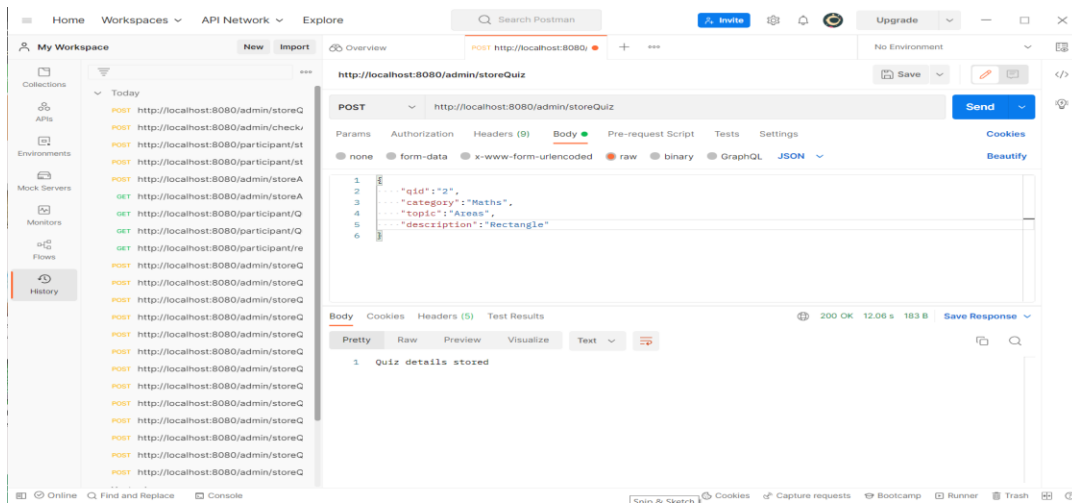 Home Workspaces API Network Explore Search Postman Invite Upgrade
My Workspace New Import Overview POST http://localhost:8080/ No Environment
Collections
APIs
Environments
Mock Servers
Monitors
Flows
History
Today
POST http://localhost:8080/admin/storeQ
POST http://localhost:8080/admin/check
POST http://localhost:8080/participant/st
POST http://localhost:8080/participant/st
POST http://localhost:8080/admin/storeA
GET http://localhost:8080/admin/storeA
GET http://localhost:8080/participant/Q
GET http://localhost:8080/participant/Q
GET http://localhost:8080/participant/re
POST http://localhost:8080/admin/storeQ
POST http://localhost:8080/admin/storeQ
POST http://localhost:8080/admin/storeQ
POST http://localhost:8080/admin/storeQ
POST http://localhost:8080/admin/storeQ
POST http://localhost:8080/admin/storeQ
POST http://localhost:8080/admin/storeQ
POST http://localhost:8080/admin/storeQ
POST http://localhost:8080/admin/storeQ
POST http://localhost:8080/admin/storeQ
POST http://localhost:8080/admin/storeQ
POST http://localhost:8080/admin/storeQ
POST http://localhost:8080/admin/storeQ
http://localhost:8080/admin/storeQuiz Save
POST http://localhost:8080/admin/storeQuiz Send
Params Authorization Headers (9) Body Pre-request Script Tests Settings Cookies
none form-data x-www-form-urlencoded raw binary GraphQL JSON Beautify
1 {
2 "qid":"2",
3 "category":"Maths",
4 "topic":"Areas",
5 "description":"Rectangle"
6 }
Body Cookies Headers (5) Test Results 200 OK 12.06 s 183 B Save Response
Pretty Raw Preview Visualize Text
1 Quiz details stored
Online Find and Replace Console Snip & Sketch Cookies Capture requests Bootcamp Runner Trash